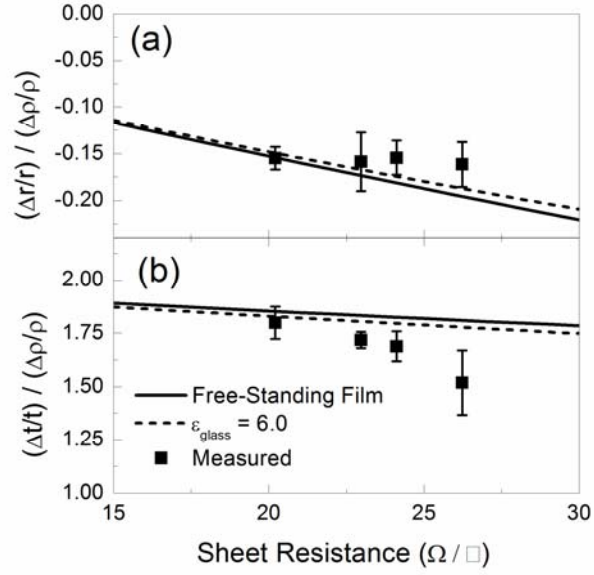 0.00
(a)
-0.05
-0.10
-0.15
-0.20
(Δr/r) / (Δρ/ρ)
(b)
2.00
1.75
1.50
1.25
1.00
(Δt/t) / (Δρ/ρ)
Free-Standing Film
ε_glass = 6.0
Measured
15 20 25 30
Sheet Resistance (Ω / □)